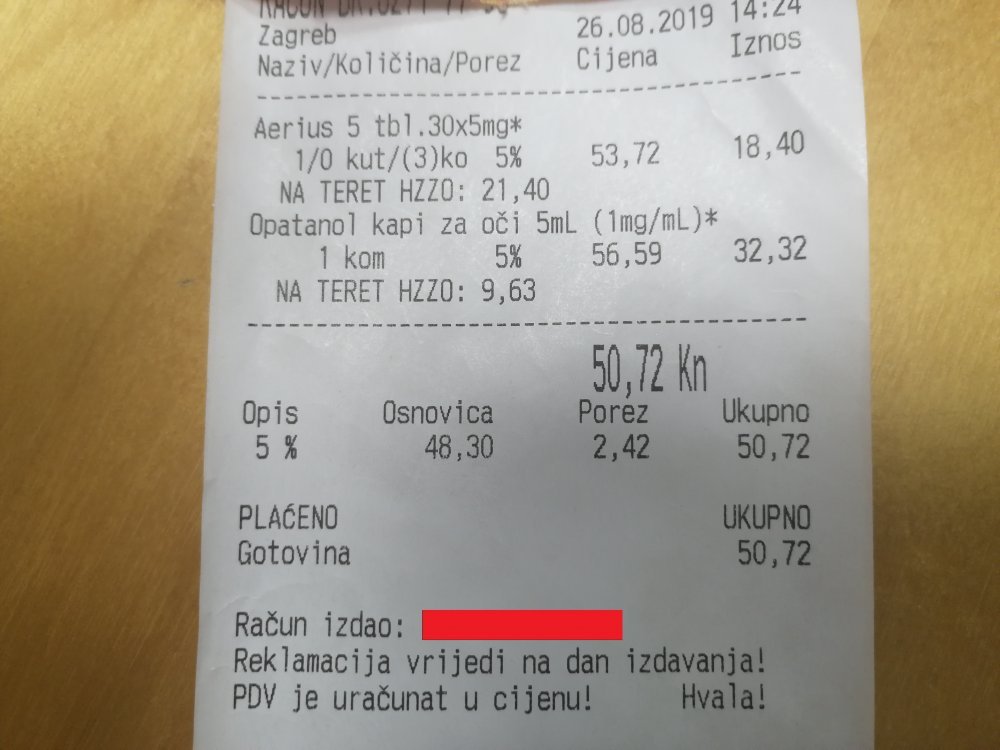 Zagreb 26.08.2019 14:24
Naziv/Količina/Porez Cijena Iznos
Aerius 5 tbl.30x5mg*
1/0 kut/(3)ko 5% 53,72 18,40
NA TERET HZZO: 21,40
Opatanol kapi za oči 5mL (1mg/mL)*
1 kom 5% 56,59 32,32
NA TERET HZZO: 9,63
50,72 Kn
Opis Osnovica Porez Ukupno
5 % 48,30 2,42 50,72
PLAĆENO UKUPNO
Gotovina 50,72
Račun izdao:
Reklamacija vrijedi na dan izdavanja!
PDV je uračunat u cijenu! Hvala!